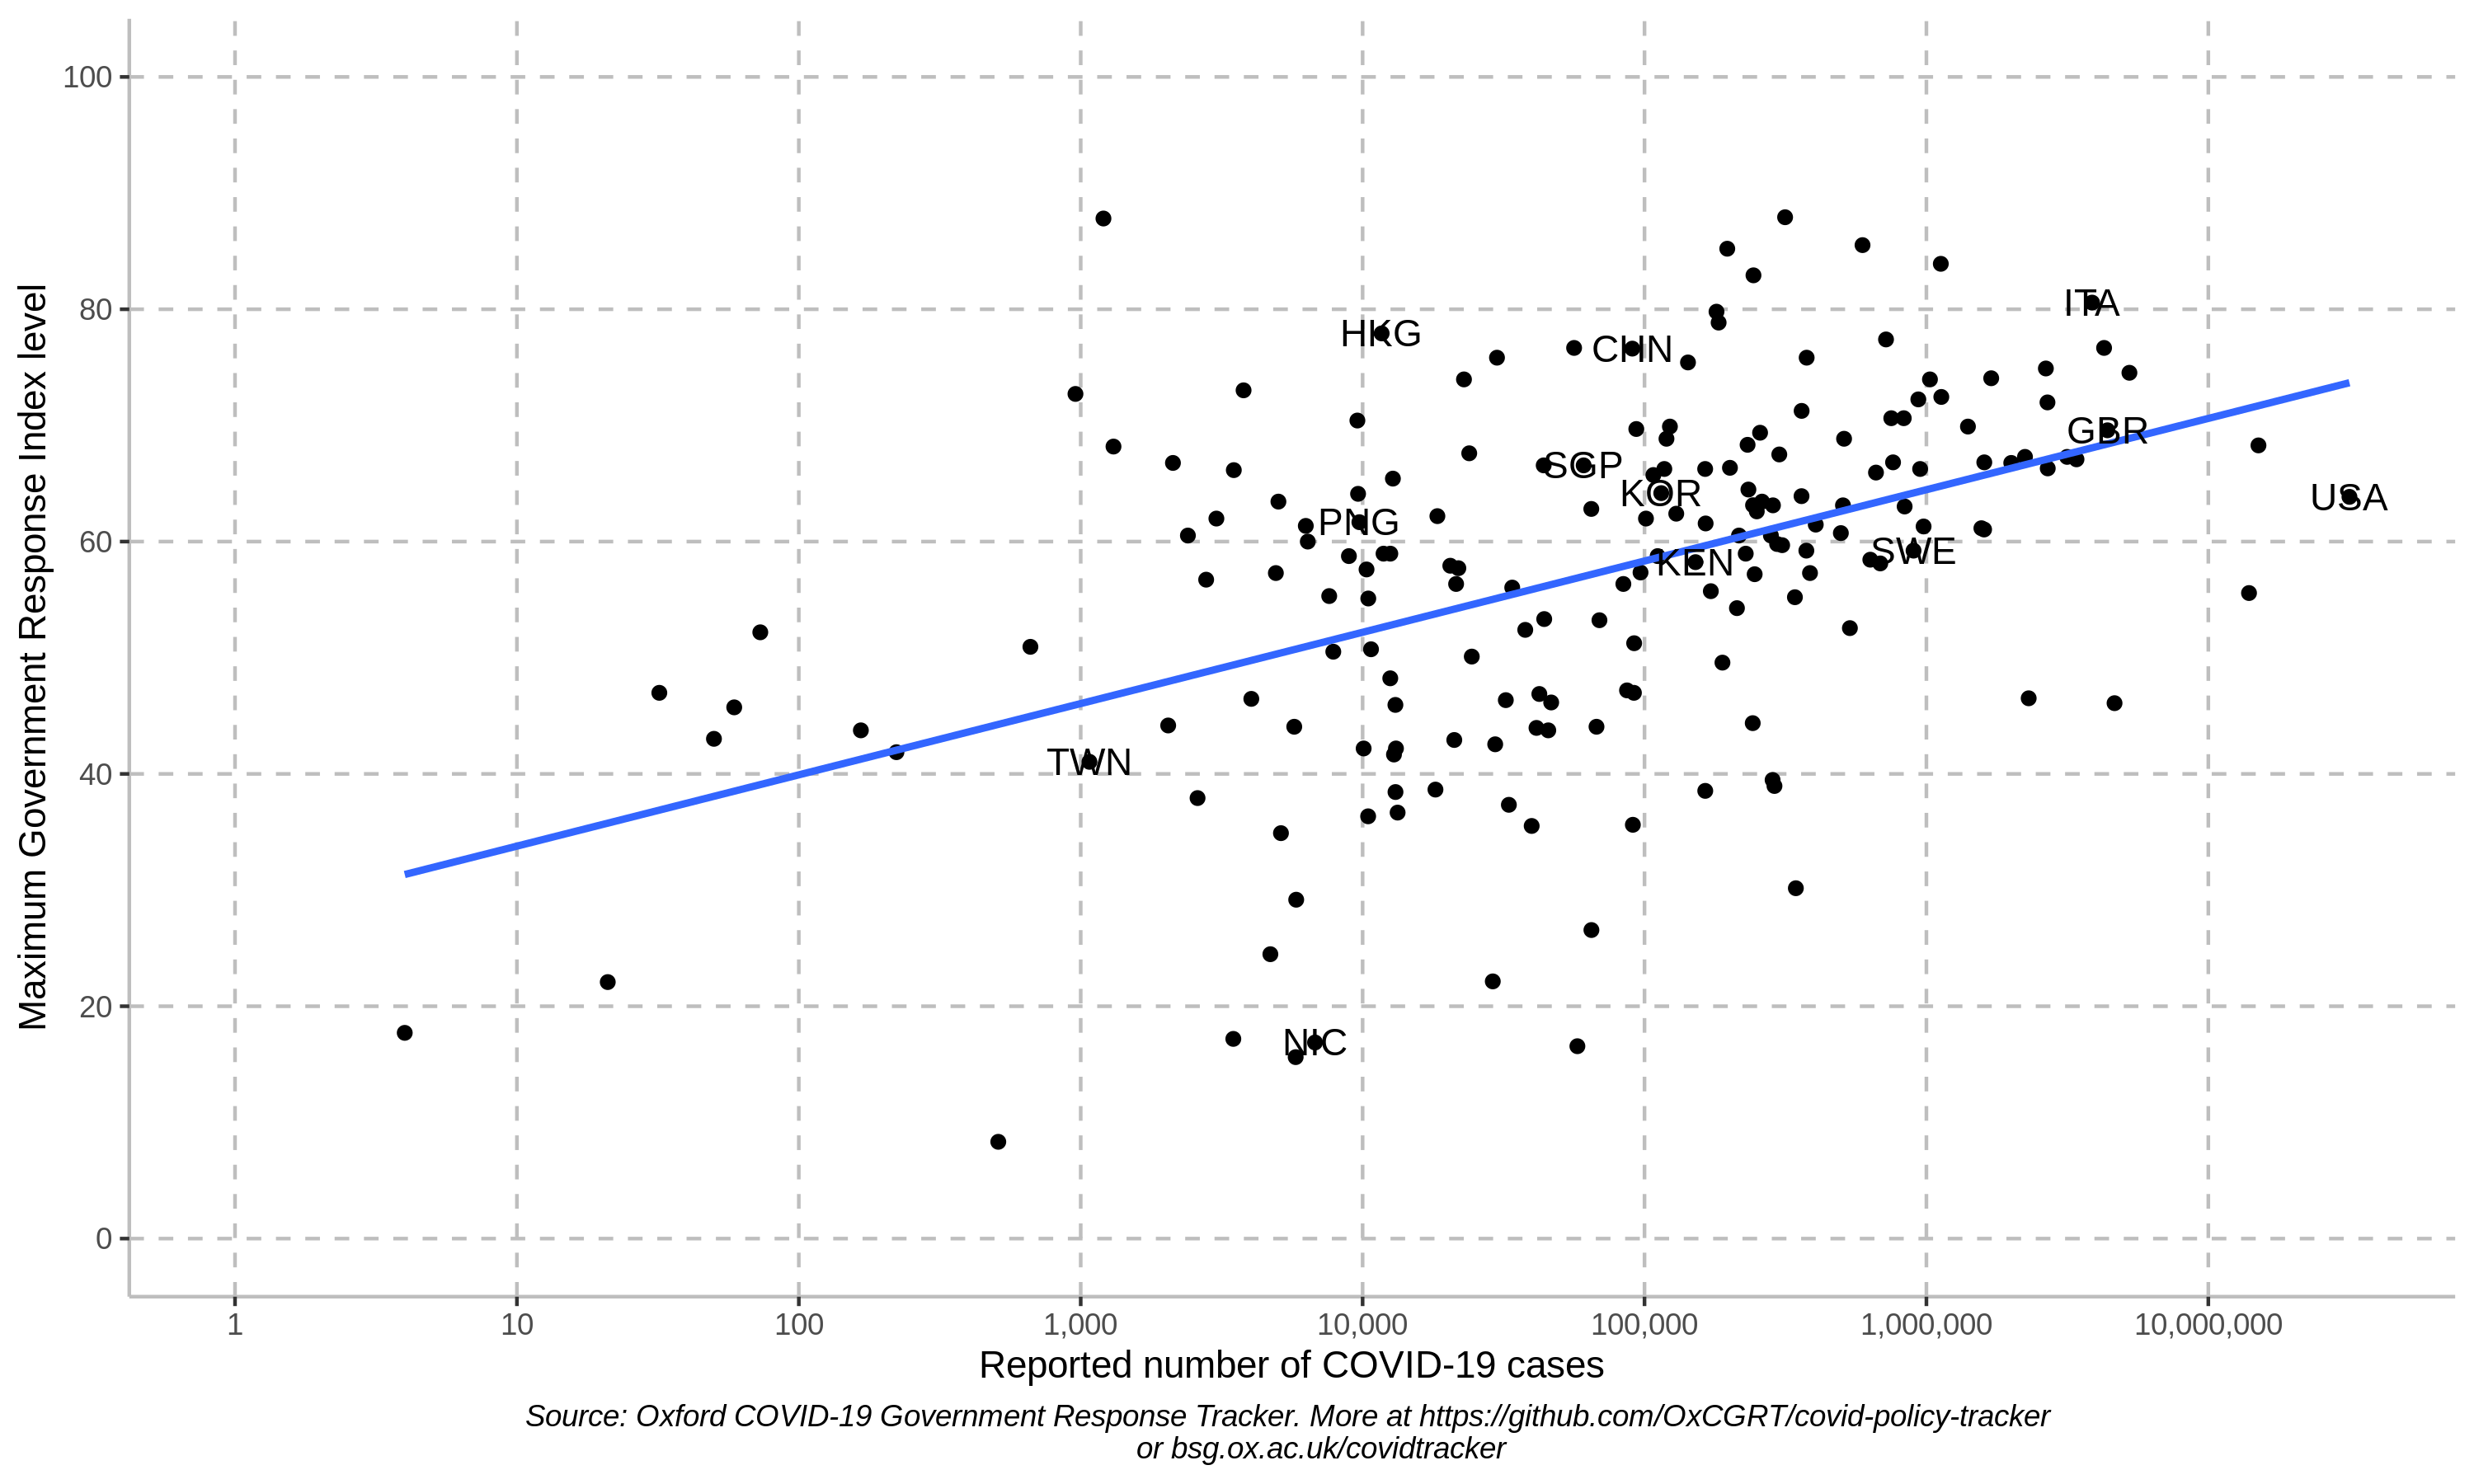 Maximum Government Response Index level
100
80
60
40
20
0
ITA
HKG
CHN
GBR
SGP
KOR
USA
PNG
SWE
KEN
TWN
NIC
1
10
100
1,000
10,000
100,000
1,000,000
10,000,000
Reported number of COVID-19 cases
Source: Oxford COVID-19 Government Response Tracker. More at https://github.com/OxCGRT/covid-policy-tracker
or bsg.ox.ac.uk/covidtracker